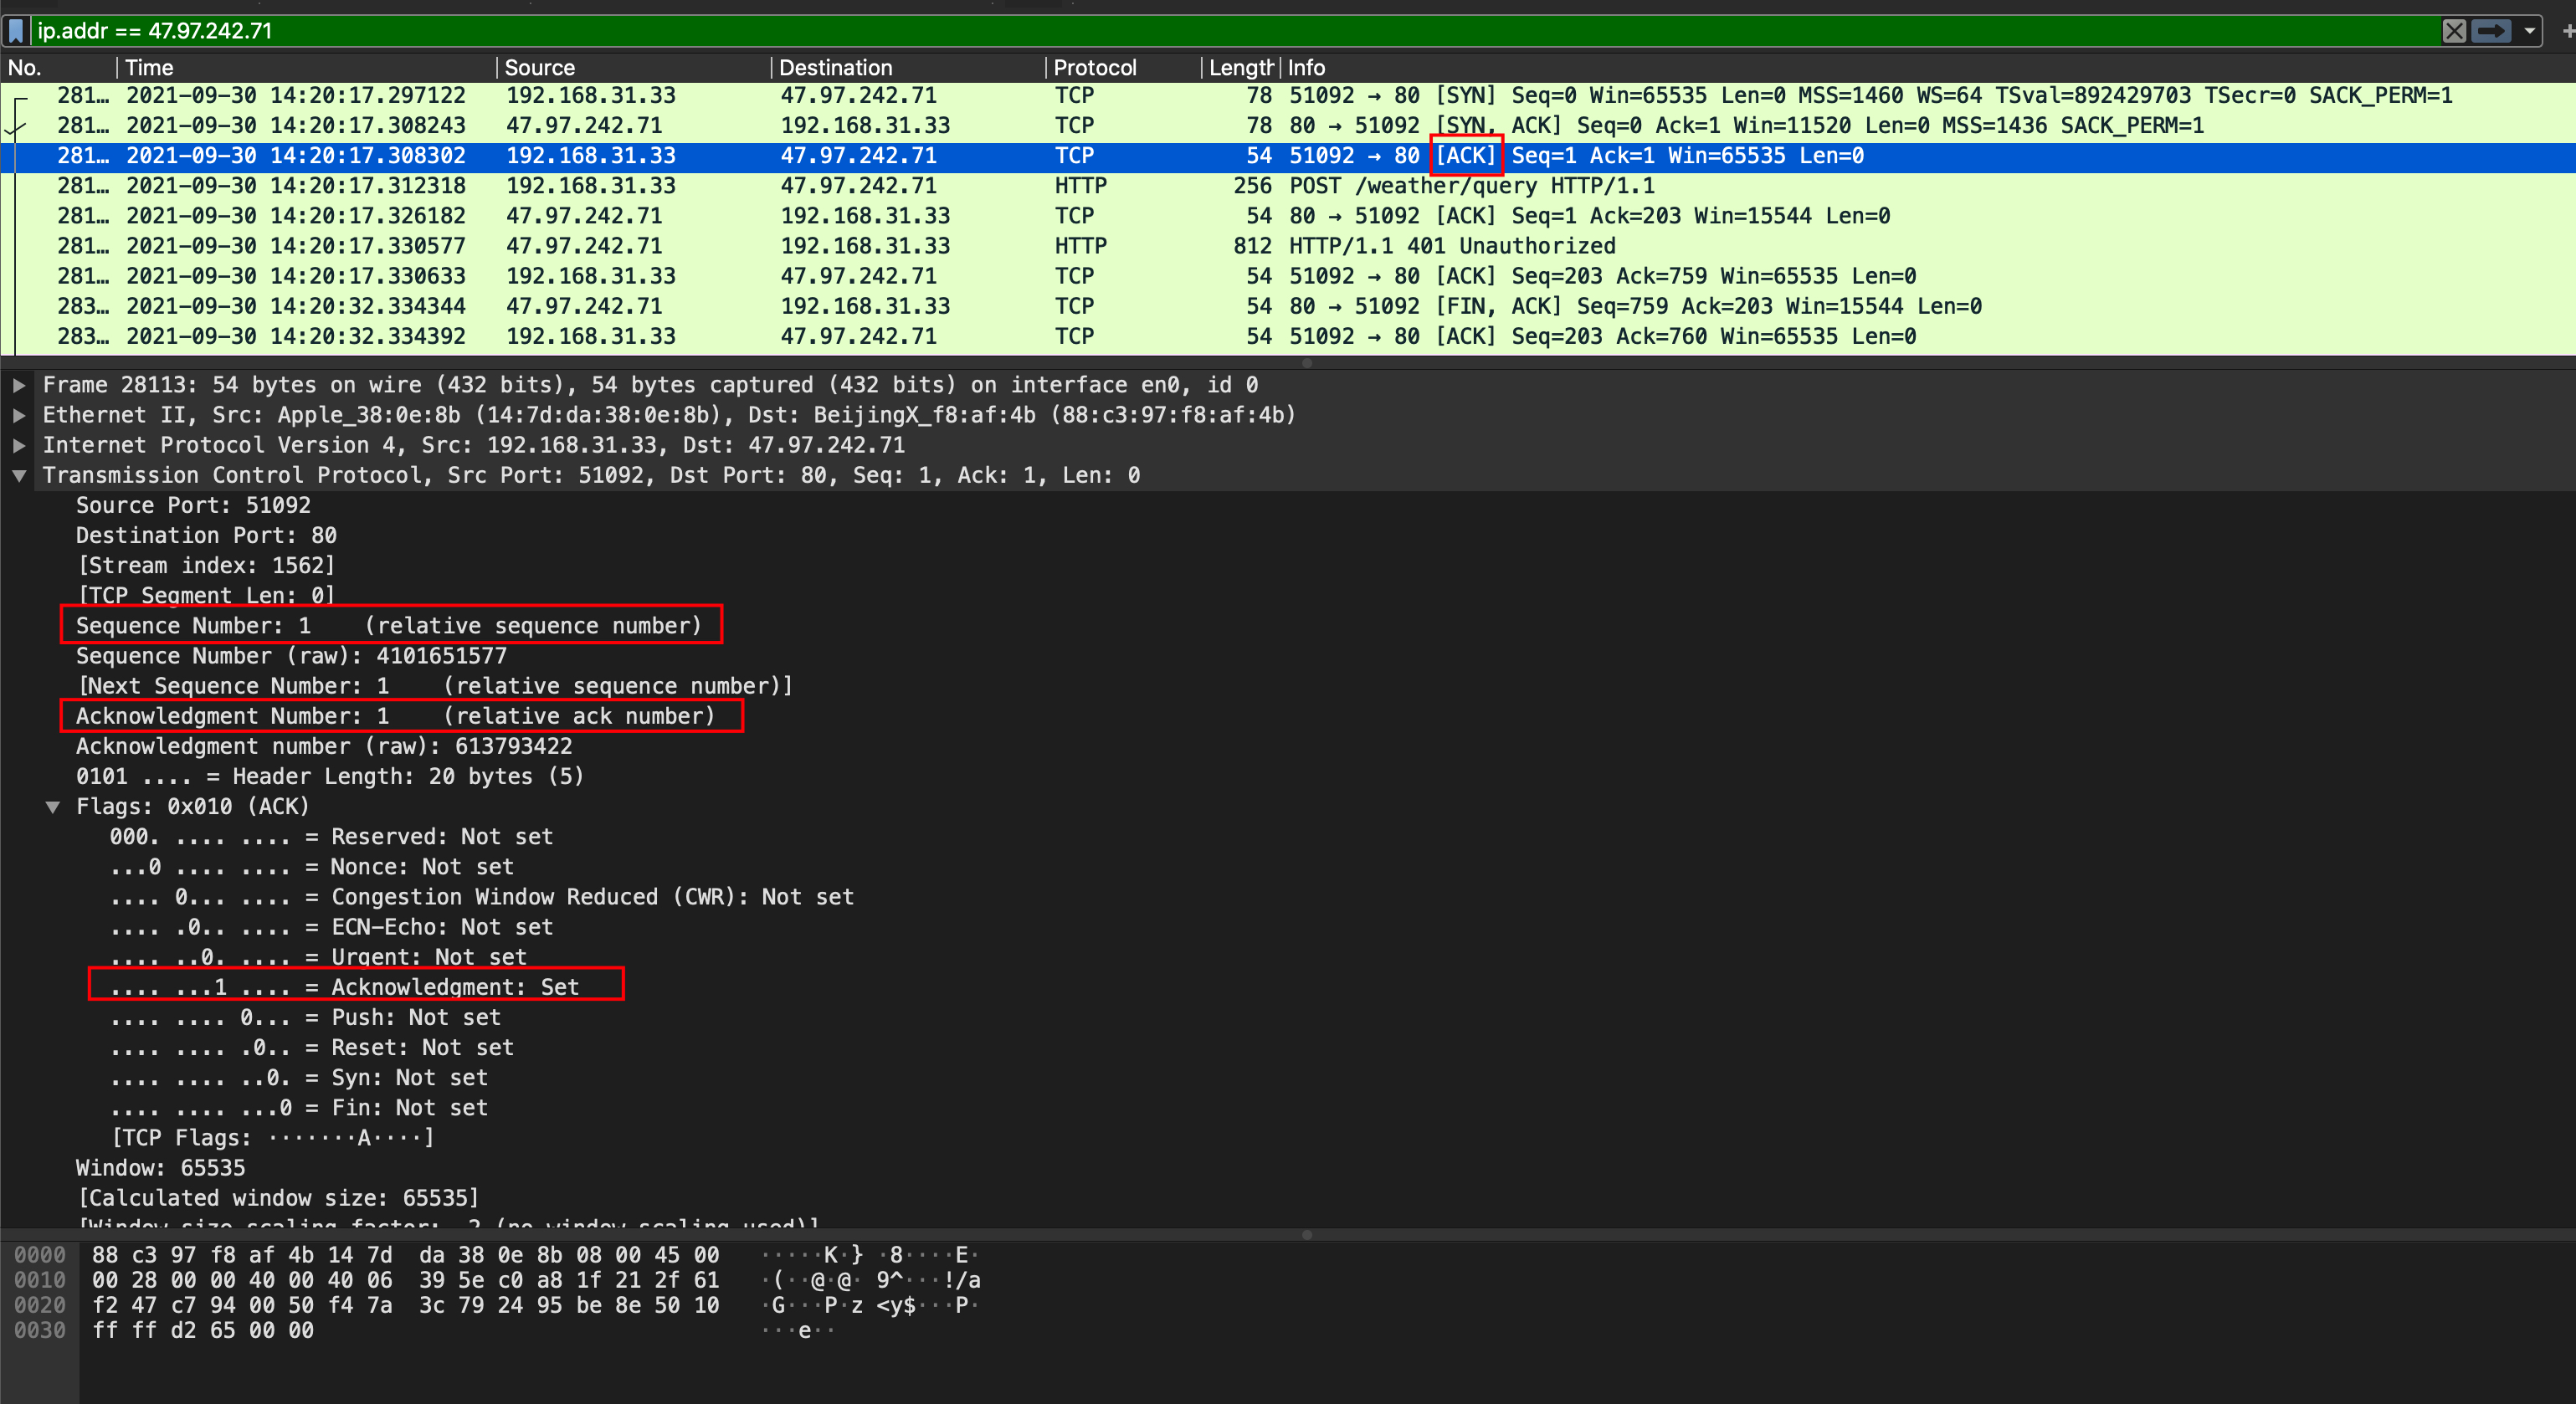 ip.addr == 47.97.242.71
No. Time Source Destination Protocol Length Info
281… 2021-09-30 14:20:17.297122 192.168.31.33 47.97.242.71 TCP 78 51092 → 80 [SYN] Seq=0 Win=65535 Len=0 MSS=1460 WS=64 TSval=892429703 TSecr=0 SACK_PERM=1
281… 2021-09-30 14:20:17.308243 47.97.242.71 192.168.31.33 TCP 78 80 → 51092 [SYN, ACK] Seq=0 Ack=1 Win=11520 Len=0 MSS=1436 SACK_PERM=1
281… 2021-09-30 14:20:17.308302 192.168.31.33 47.97.242.71 TCP 54 51092 → 80 [ACK] Seq=1 Ack=1 Win=65535 Len=0
281… 2021-09-30 14:20:17.312318 192.168.31.33 47.97.242.71 HTTP 256 POST /weather/query HTTP/1.1
281… 2021-09-30 14:20:17.326182 47.97.242.71 192.168.31.33 TCP 54 80 → 51092 [ACK] Seq=1 Ack=203 Win=15544 Len=0
281… 2021-09-30 14:20:17.330577 47.97.242.71 192.168.31.33 HTTP 812 HTTP/1.1 401 Unauthorized
281… 2021-09-30 14:20:17.330633 192.168.31.33 47.97.242.71 TCP 54 51092 → 80 [ACK] Seq=203 Ack=759 Win=65535 Len=0
283… 2021-09-30 14:20:32.334344 47.97.242.71 192.168.31.33 TCP 54 80 → 51092 [FIN, ACK] Seq=759 Ack=203 Win=15544 Len=0
283… 2021-09-30 14:20:32.334392 192.168.31.33 47.97.242.71 TCP 54 51092 → 80 [ACK] Seq=203 Ack=760 Win=65535 Len=0
Frame 28113: 54 bytes on wire (432 bits), 54 bytes captured (432 bits) on interface en0, id 0
Ethernet II, Src: Apple_38:0e:8b (14:7d:da:38:0e:8b), Dst: BeijingX_f8:af:4b (88:c3:97:f8:af:4b)
Internet Protocol Version 4, Src: 192.168.31.33, Dst: 47.97.242.71
Transmission Control Protocol, Src Port: 51092, Dst Port: 80, Seq: 1, Ack: 1, Len: 0
Source Port: 51092
Destination Port: 80
[Stream index: 1562]
[TCP Segment Len: 0]
Sequence Number: 1    (relative sequence number)
Sequence Number (raw): 4101651577
[Next Sequence Number: 1    (relative sequence number)]
Acknowledgment Number: 1    (relative ack number)
Acknowledgment number (raw): 613793422
0101 .... = Header Length: 20 bytes (5)
Flags: 0x010 (ACK)
000. .... .... = Reserved: Not set
...0 .... .... = Nonce: Not set
.... 0... .... = Congestion Window Reduced (CWR): Not set
.... .0.. .... = ECN-Echo: Not set
.... ..0. .... = Urgent: Not set
.... ...1 .... = Acknowledgment: Set
.... .... 0... = Push: Not set
.... .... .0.. = Reset: Not set
.... .... ..0. = Syn: Not set
.... .... ...0 = Fin: Not set
[TCP Flags: ·······A····]
Window: 65535
[Calculated window size: 65535]
[Window size scaling factor: -2 (no window scaling used)]
0000 88 c3 97 f8 af 4b 14 7d da 38 0e 8b 08 00 45 00 ·····K·} ·8····E·
0010 00 28 00 00 40 00 40 06 39 5e c0 a8 1f 21 2f 61 ·(··@·@· 9^···!/a
0020 f2 47 c7 94 00 50 f4 7a 3c 79 24 95 be 8e 50 10 ·G···P·z <y$···P·
0030 ff ff d2 65 00 00 ···e··